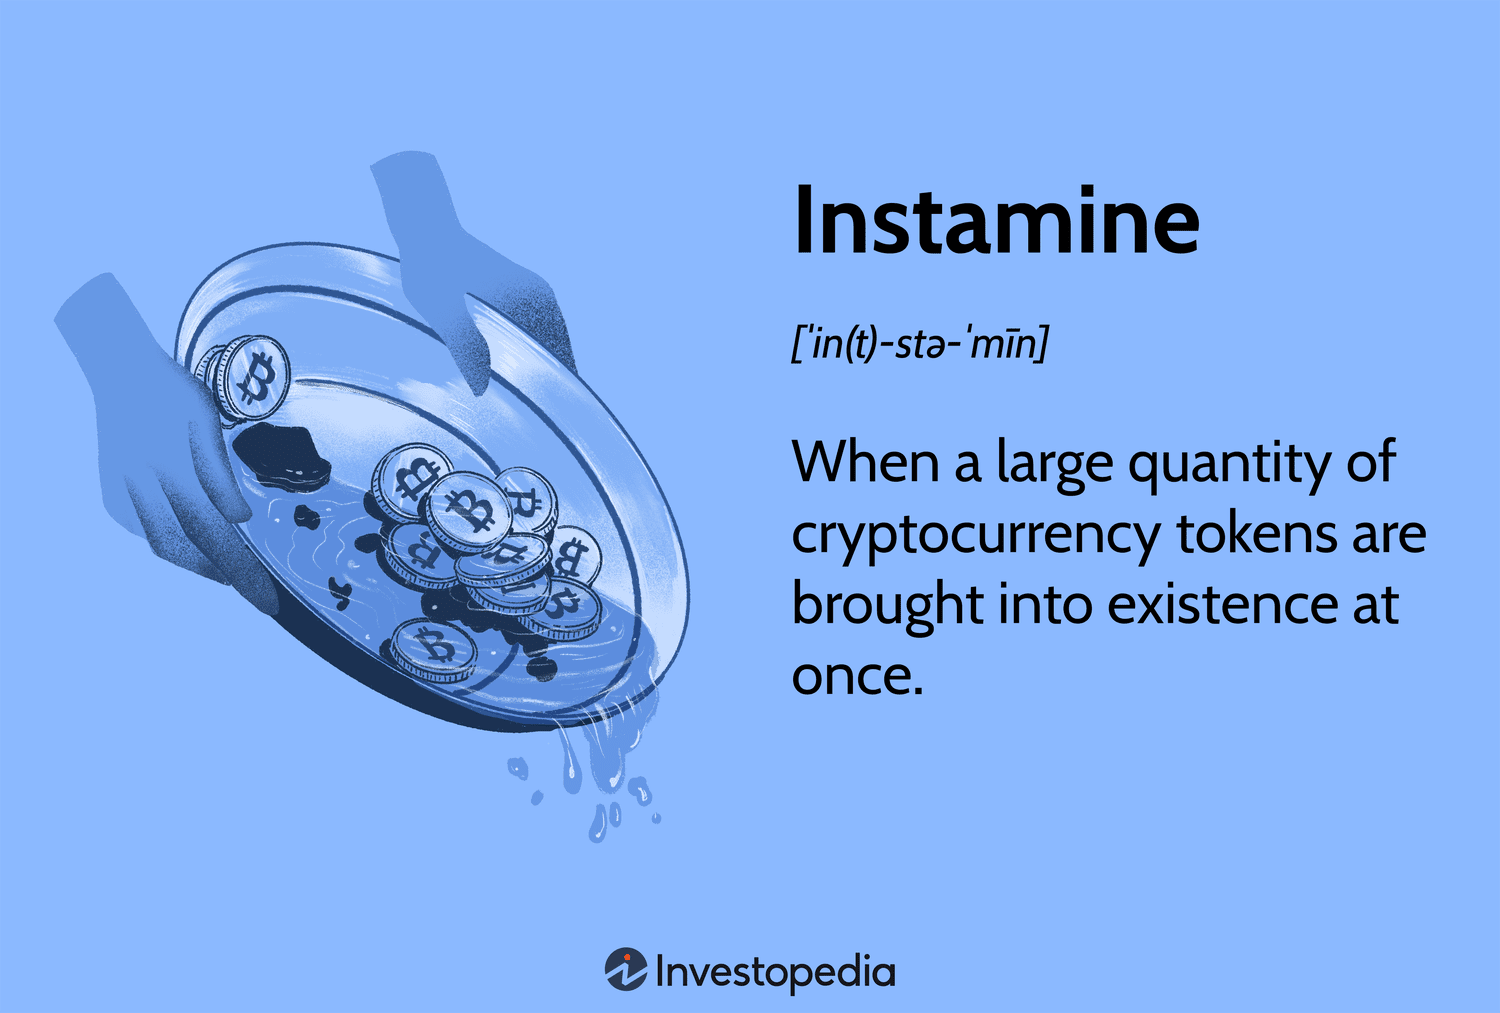 Instamine
[ˈin(t)-stə-ˈmīn]
When a large quantity of
cryptocurrency tokens are
brought into existence at
once.
Investopedia